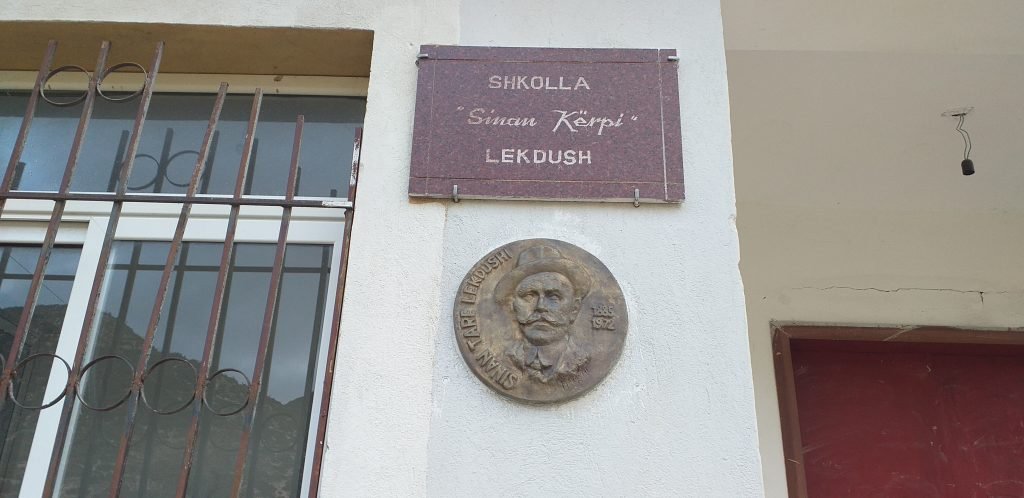 SHKOLLA
"Sinan Kërpi"
LEKDUSH
SINAN TARE LEKDUSHI
1885
1972